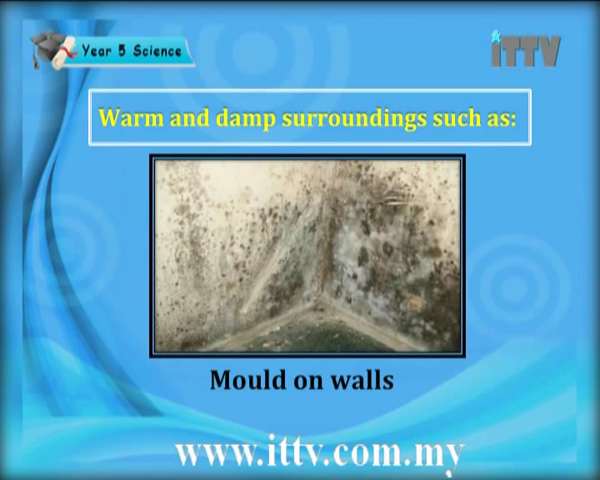 Year 5 Science
iTTV
Warm and damp surroundings such as:
Mould on walls
www.ittv.com.my